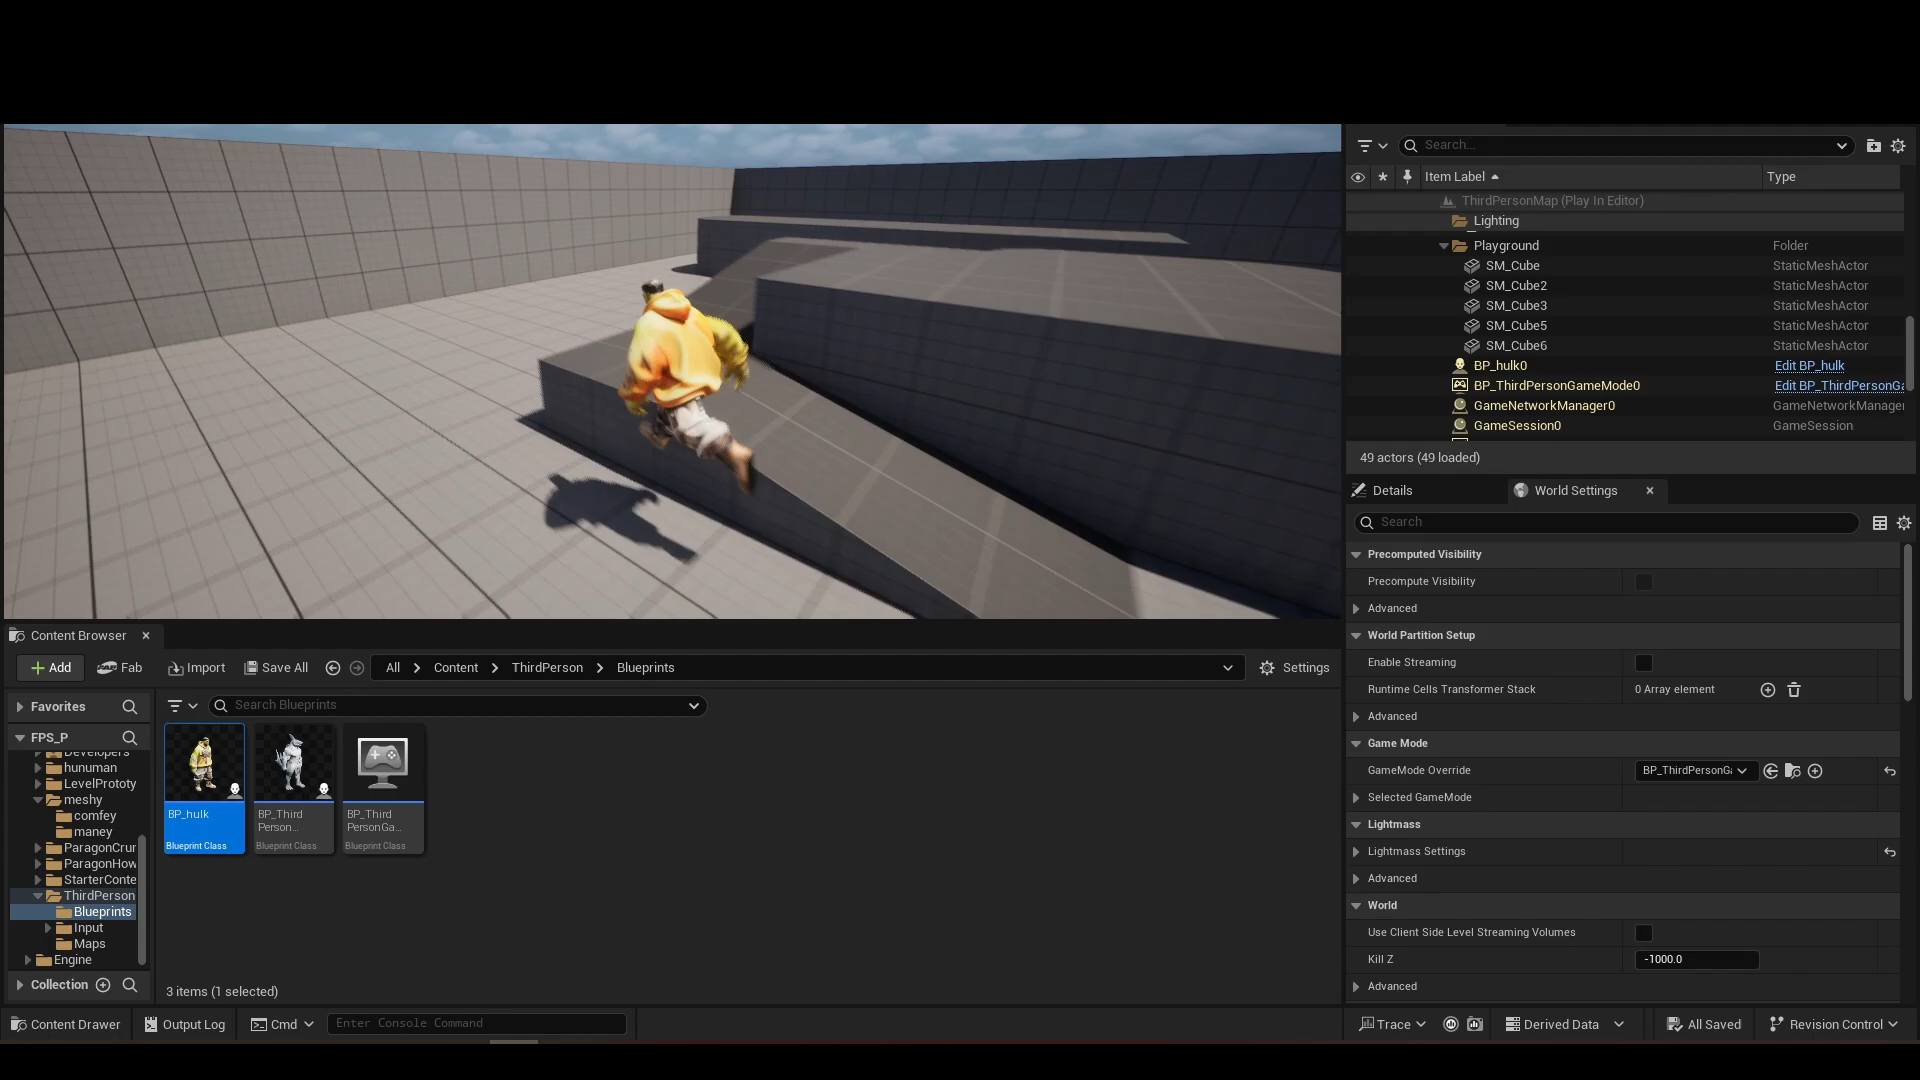 Search...
Item Label
Type
ThirdPersonMap (Play In Editor)
Lighting
Playground
Folder
SM_Cube
StaticMeshActor
SM_Cube2
StaticMeshActor
SM_Cube3
StaticMeshActor
SM_Cube5
StaticMeshActor
SM_Cube6
StaticMeshActor
BP_hulk0
Edit BP_hulk
BP_ThirdPersonGameMode0
Edit BP_ThirdPersonGa
GameNetworkManager0
GameNetworkManager
GameSession0
GameSession
49 actors (49 loaded)
Details
World Settings
Search
Precomputed Visibility
Precompute Visibility
Advanced
World Partition Setup
Enable Streaming
Runtime Cells Transformer Stack
0 Array element
Advanced
Game Mode
GameMode Override
BP_ThirdPersonGa
Selected GameMode
Lightmass
Lightmass Settings
Advanced
World
Use Client Side Level Streaming Volumes
Kill Z
-1000.0
Advanced
Content Browser
Add
Fab
Import
Save All
All
Content
ThirdPerson
Blueprints
Settings
Favorites
Search Blueprints
FPS_P
Developers
hunuman
LevelPrototy
meshy
comfey
maney
ParagonCrun
ParagonHow
StarterConte
ThirdPerson
Blueprints
Input
Maps
Engine
Collection
BP_hulk
Blueprint Class
BP_Third
Person...
Blueprint Class
BP_Third
PersonGa...
Blueprint Class
3 items (1 selected)
Content Drawer
Output Log
Cmd
Enter Console Command
Trace
Derived Data
All Saved
Revision Control